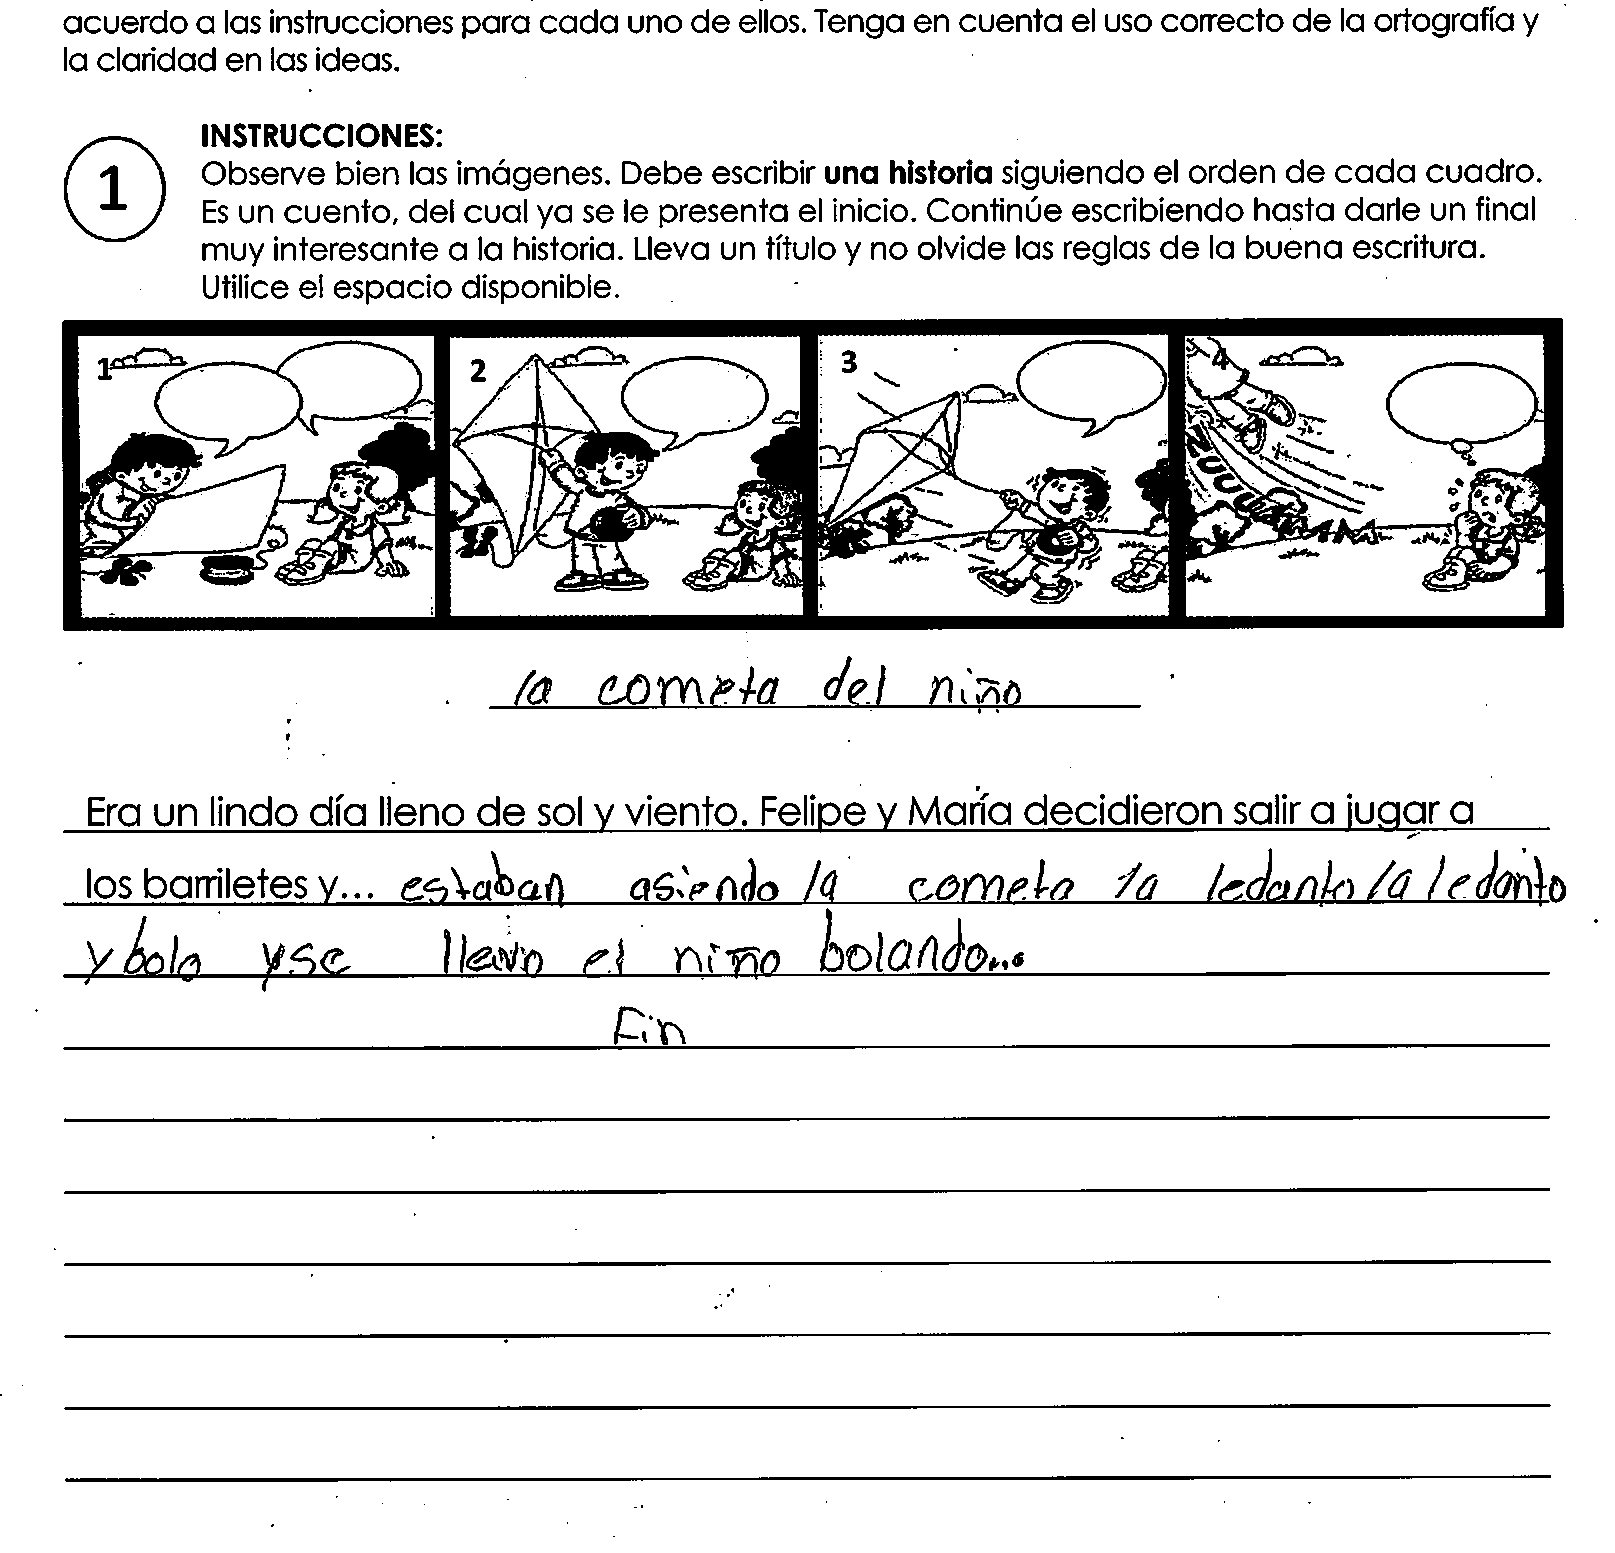 acuerdo a las instrucciones para cada uno de ellos. Tenga en cuenta el uso correcto de la ortografía y
la claridad en las ideas.
1
INSTRUCCIONES:
Observe bien las imágenes. Debe escribir una historia siguiendo el orden de cada cuadro.
Es un cuento, del cual ya se le presenta el inicio. Continúe escribiendo hasta darle un final
muy interesante a la historia. Lleva un título y no olvide las reglas de la buena escritura.
Utilice el espacio disponible.
1 2 3 4
la cometa del niño
Era un lindo día lleno de sol y viento. Felipe y María decidieron salir a jugar a
los barriletes y... estaban asiendo la cometa la ledanto la ledanto
y bolo y se llevo el niño bolando...
Fin